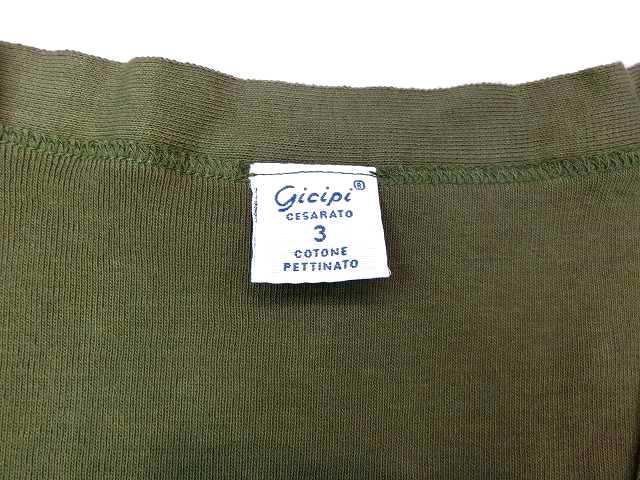 Gicipi®
CESARATO
3
COTONE
PETTINATO